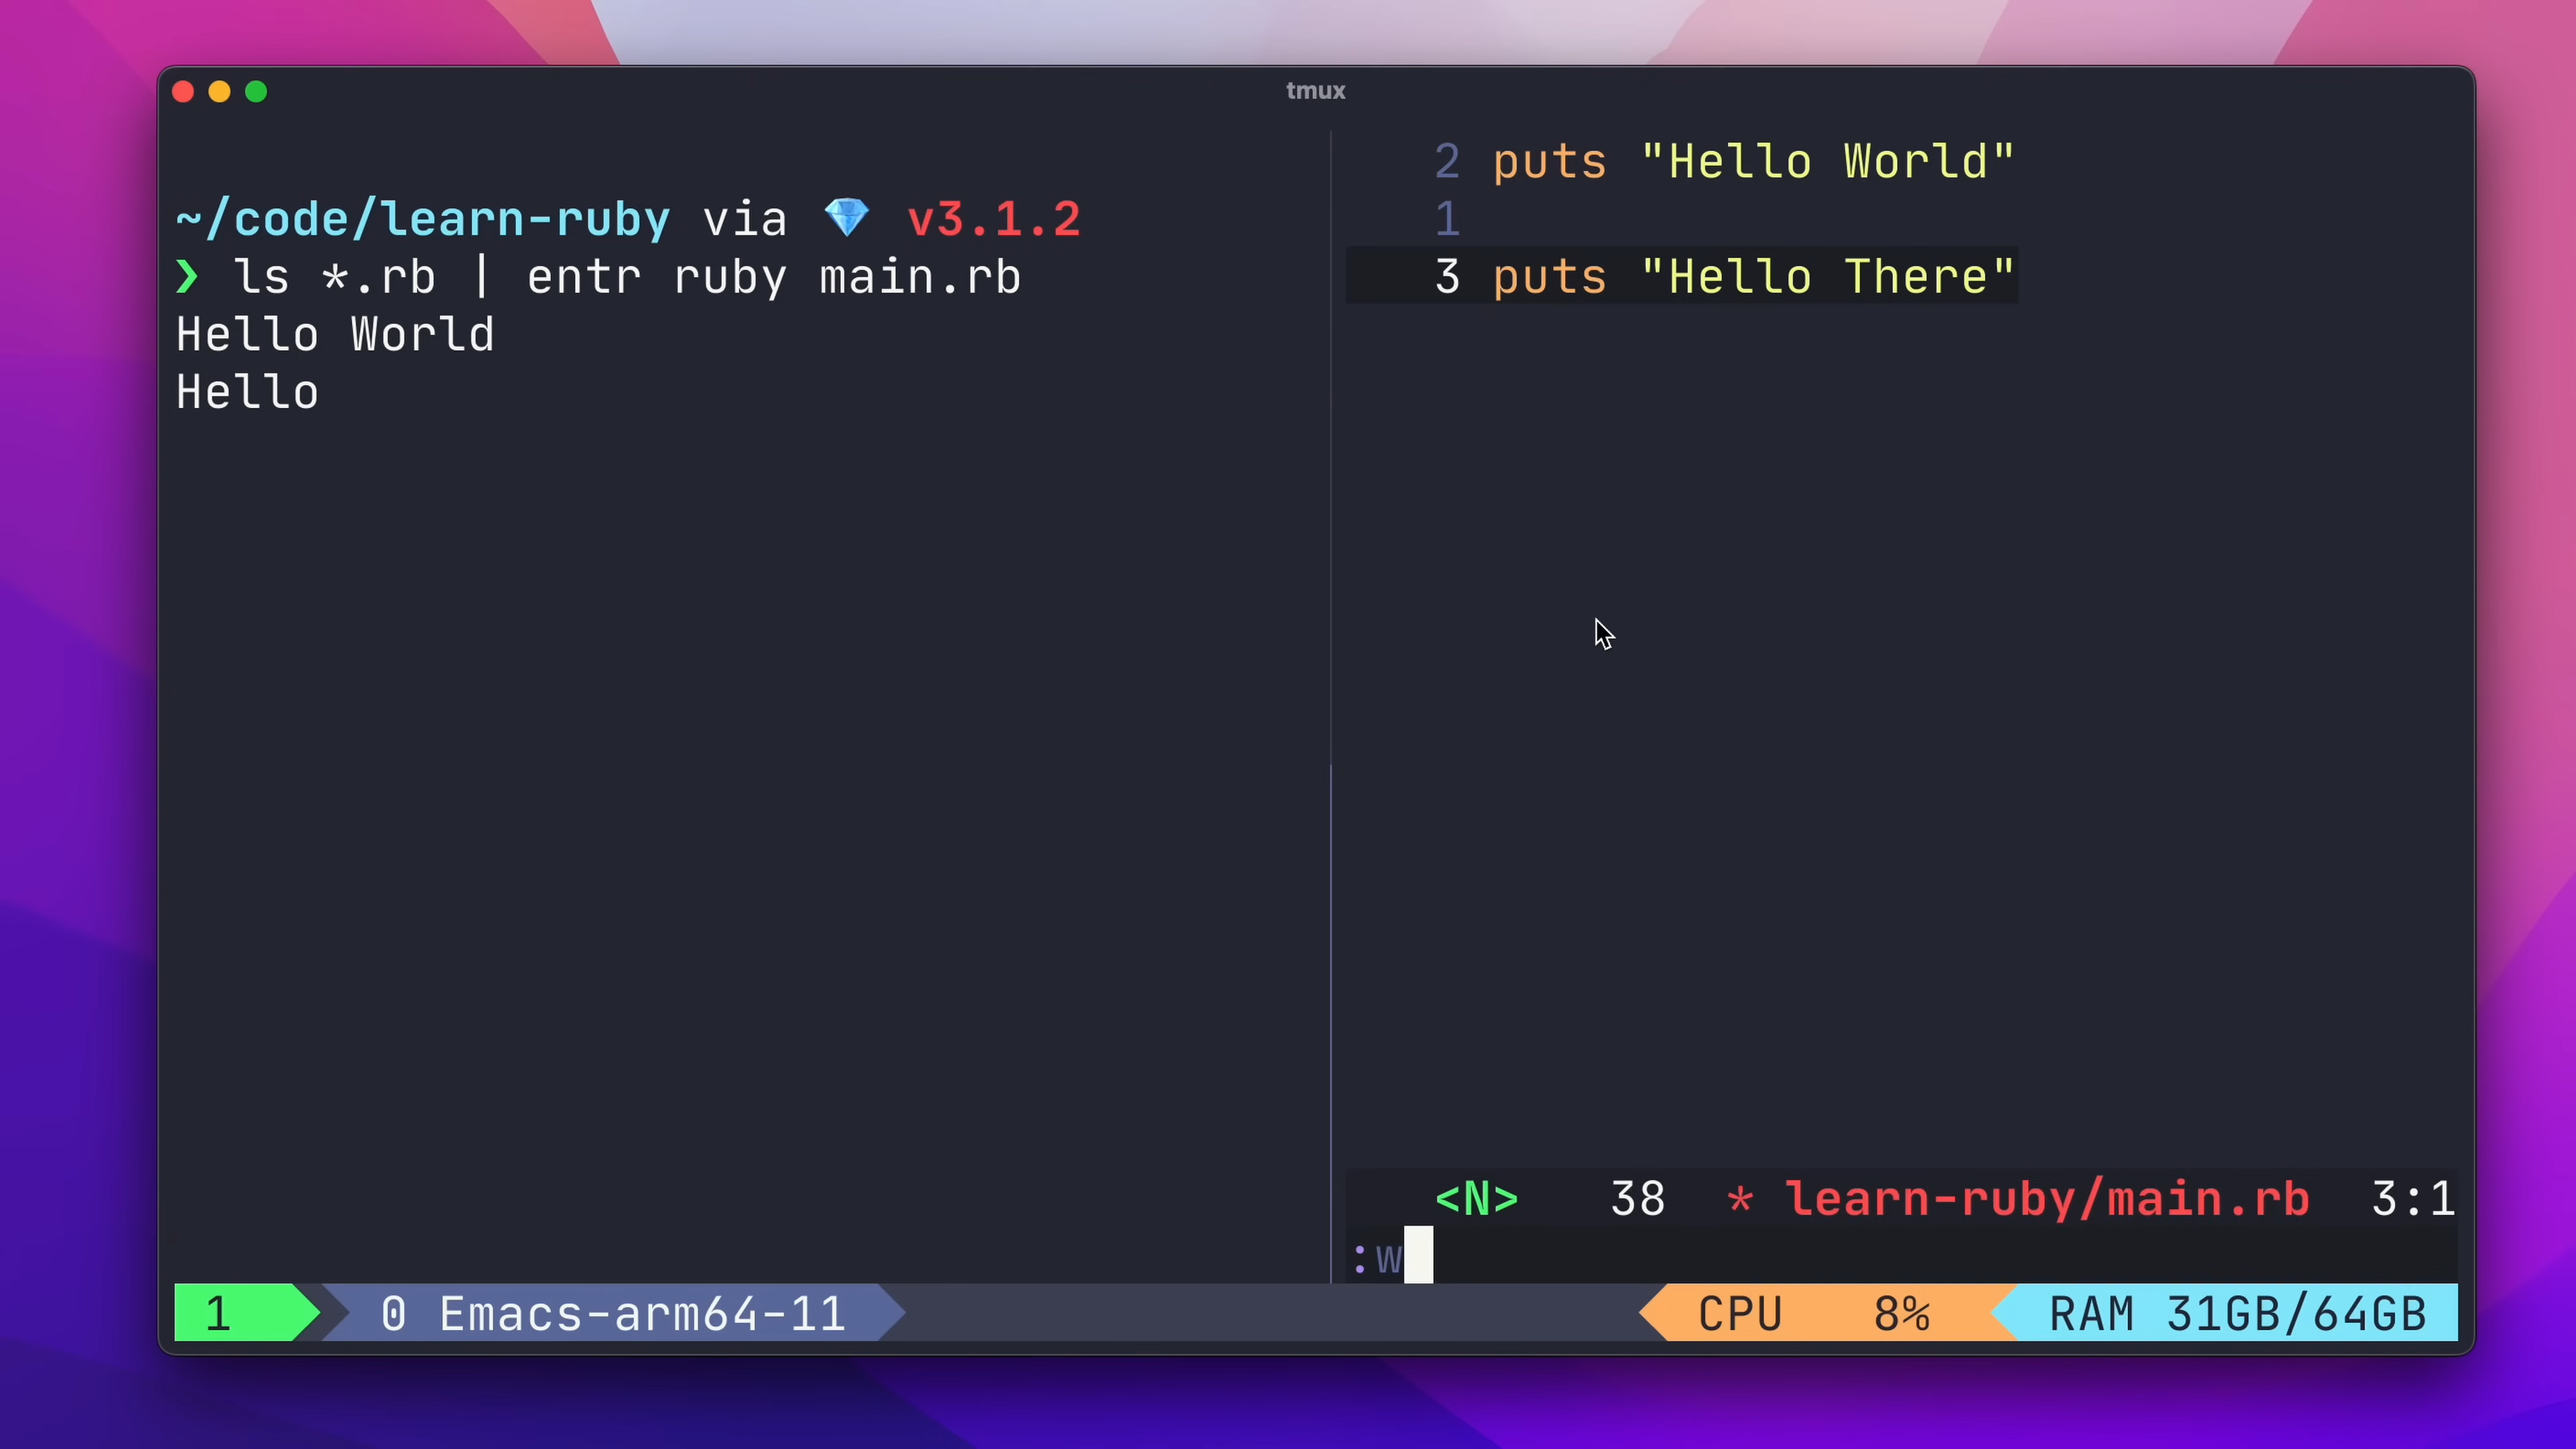 tmux
~/code/learn-ruby via 💎 v3.1.2
❯ ls *.rb | entr ruby main.rb
Hello World
Hello
2 puts "Hello World"
1
3 puts "Hello There"
<N> 38 * learn-ruby/main.rb 3:1
:w
1 0 Emacs-arm64-11 CPU 8% RAM 31GB/64GB